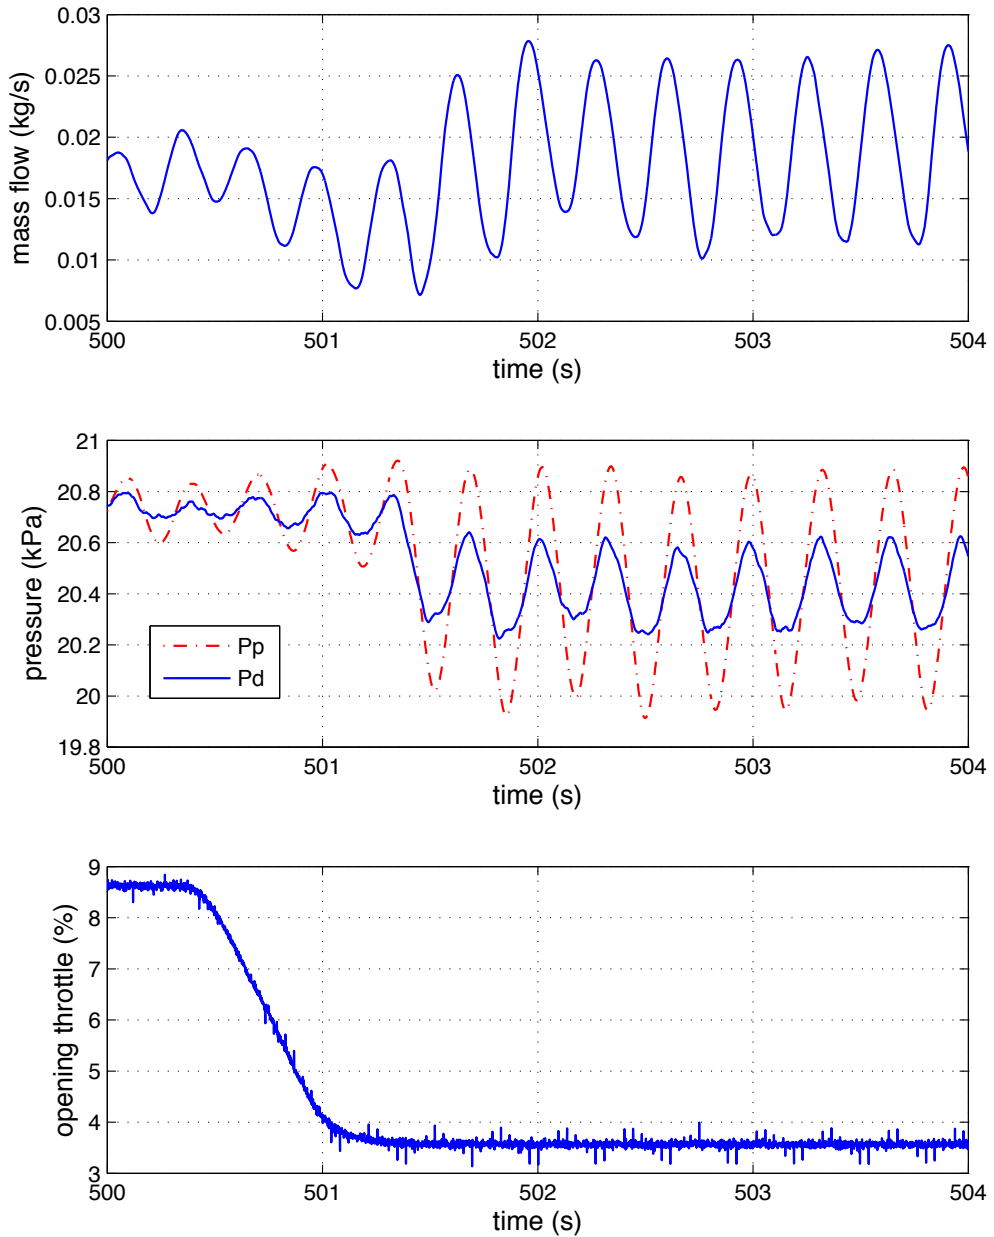 0.03
0.025
0.02
0.015
0.01
0.005
mass flow (kg/s)
500 501 502 503 504
time (s)
21
20.8
20.6
20.4
20.2
20
19.8
pressure (kPa)
Pp
Pd
500 501 502 503 504
time (s)
9
8
7
6
5
4
3
opening throttle (%)
500 501 502 503 504
time (s)